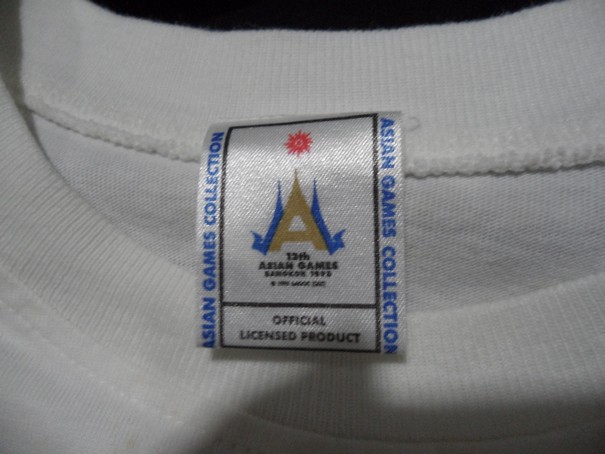 ASIAN GAMES COLLECTION
A
13th
ASIAN GAMES
BANGKOK 1998
OFFICIAL
LICENSED PRODUCT
ASIAN GAMES COLLECTION